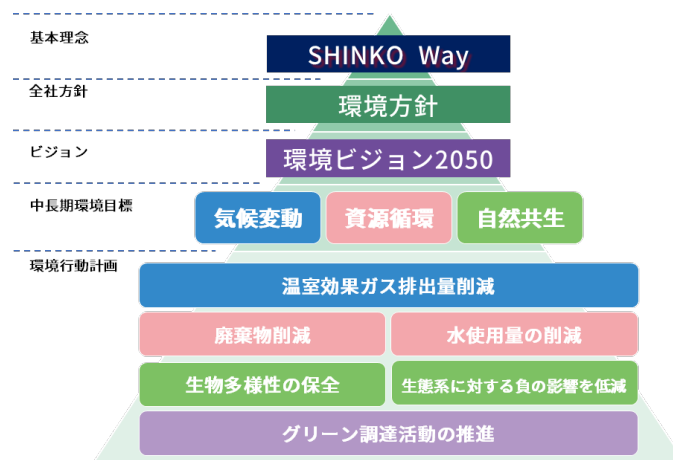 基本理念
SHINKO Way
全社方針
環境方針
ビジョン
環境ビジョン2050
中長期環境目標
気候変動
資源循環
自然共生
環境行動計画
温室効果ガス排出量削減
廃棄物削減
水使用量の削減
生物多様性の保全
生態系に対する負の影響を低減
グリーン調達活動の推進